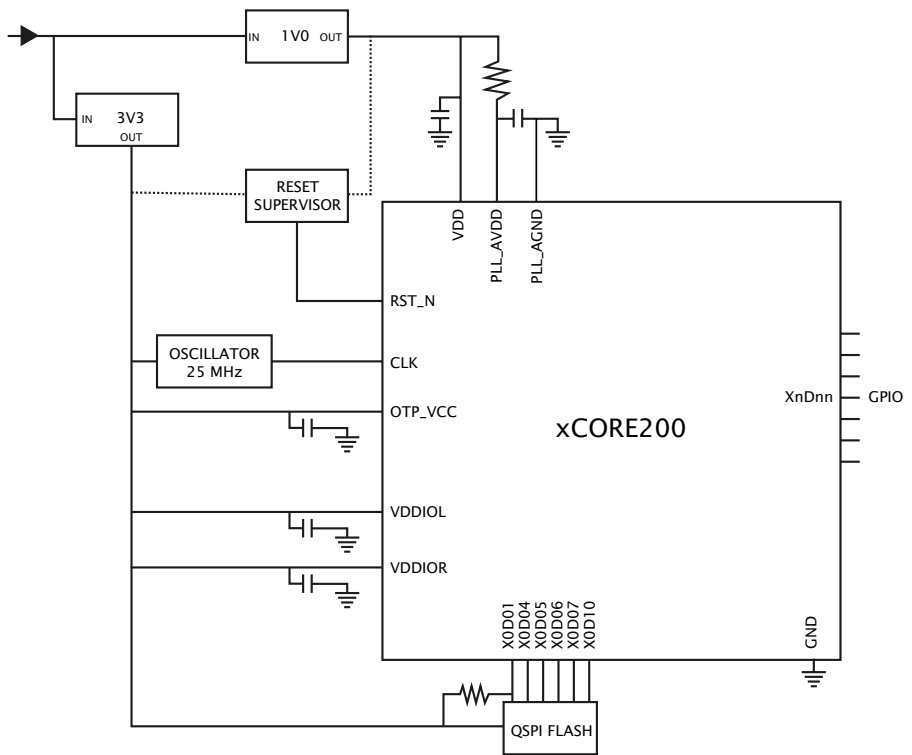 IN 1V0 OUT
IN 3V3
OUT
RESET
SUPERVISOR
VDD
PLL_AVDD
PLL_AGND
RST_N
OSCILLATOR
25 MHz
CLK
XnDnn GPIO
OTP_VCC
xCORE200
VDDIOL
VDDIOR
X0D01
X0D04
X0D05
X0D06
X0D07
X0D10
GND
QSPI FLASH